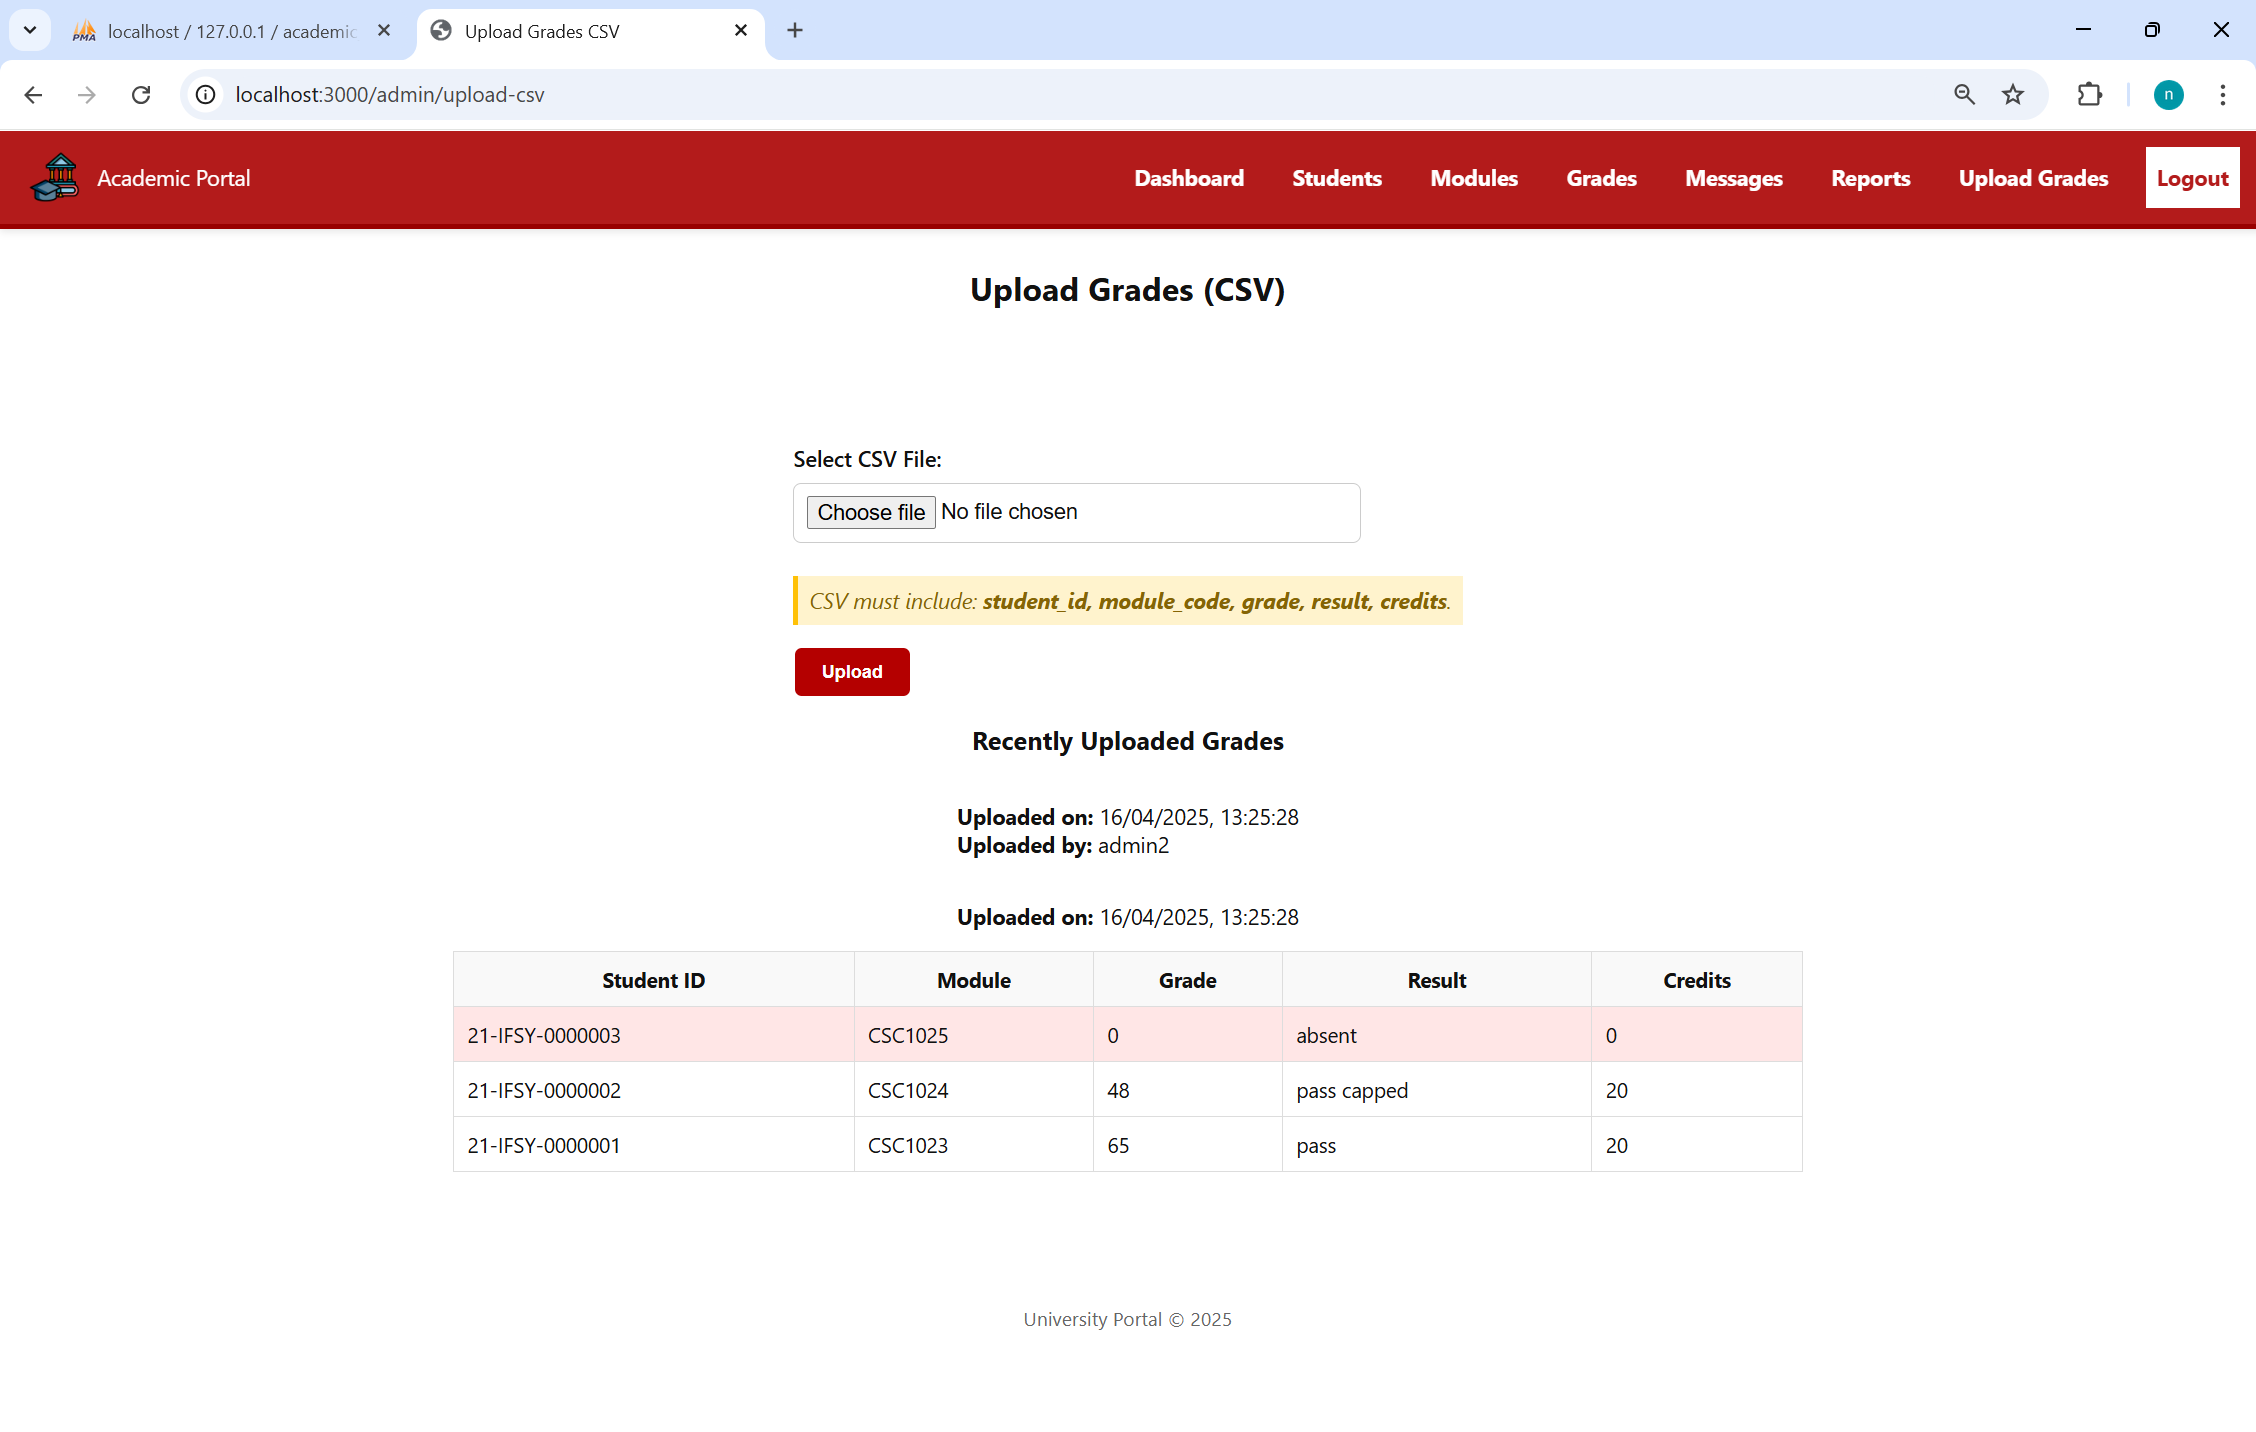 localhost / 127.0.0.1 / academic
Upload Grades CSV
localhost:3000/admin/upload-csv
n
Academic Portal
Dashboard Students Modules Grades Messages Reports Upload Grades Logout
Upload Grades (CSV)
Select CSV File:
Choose file No file chosen
CSV must include: student_id, module_code, grade, result, credits.
Upload
Recently Uploaded Grades
Uploaded on: 16/04/2025, 13:25:28
Uploaded by: admin2
Uploaded on: 16/04/2025, 13:25:28
Student ID Module Grade Result Credits
21-IFSY-0000003 CSC1025 0 absent 0
21-IFSY-0000002 CSC1024 48 pass capped 20
21-IFSY-0000001 CSC1023 65 pass 20
University Portal © 2025